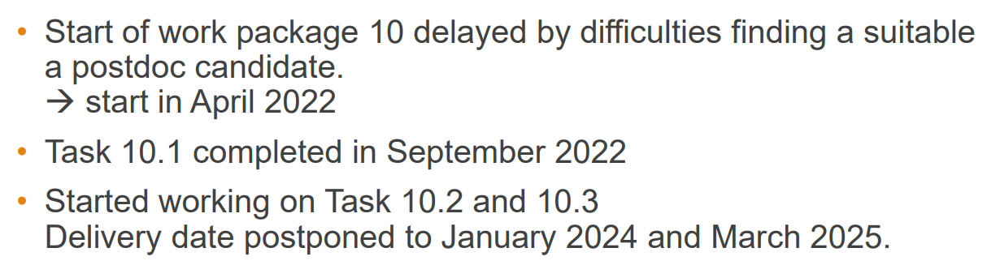 • Start of work package 10 delayed by difficulties finding a suitable
a postdoc candidate.
→ start in April 2022
• Task 10.1 completed in September 2022
• Started working on Task 10.2 and 10.3
Delivery date postponed to January 2024 and March 2025.